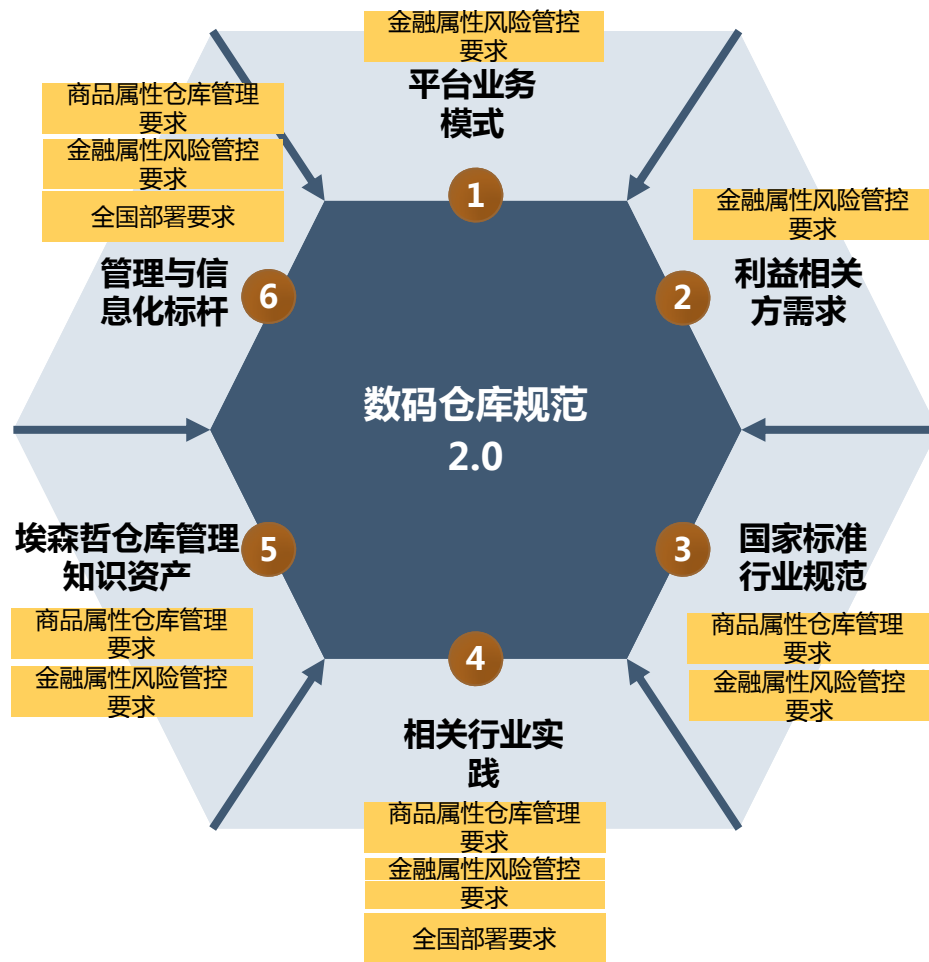 金融属性风险管控
要求
平台业务
模式
1
金融属性风险管控
要求
利益相关
方需求
2
国家标准
行业规范
3
商品属性仓库管理
要求
金融属性风险管控
要求
4
相关行业实
践
商品属性仓库管理
要求
金融属性风险管控
要求
全国部署要求
埃森哲仓库管理
知识资产
5
商品属性仓库管理
要求
金融属性风险管控
要求
商品属性仓库管理
要求
金融属性风险管控
要求
全国部署要求
管理与信
息化标杆
6
数码仓库规范
2.0